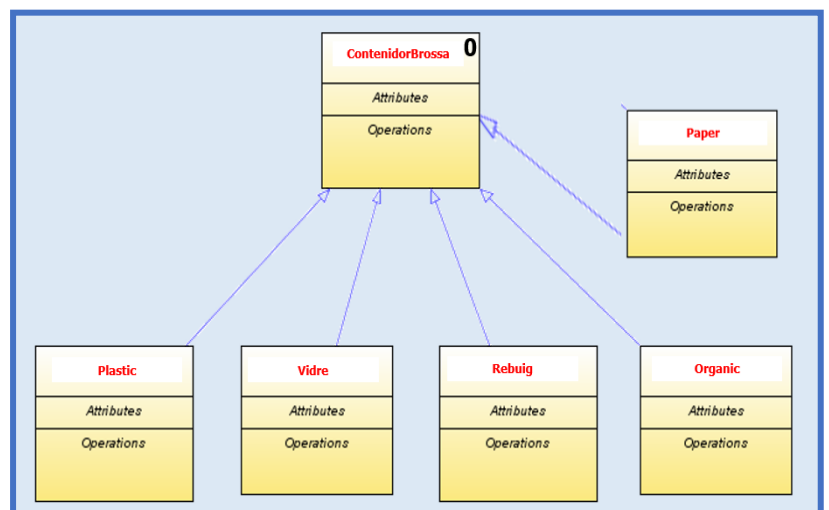 ContenidorBrossa 0
Attributes
Operations
Paper
Attributes
Operations
Plastic
Attributes
Operations
Vidre
Attributes
Operations
Rebuig
Attributes
Operations
Organic
Attributes
Operations